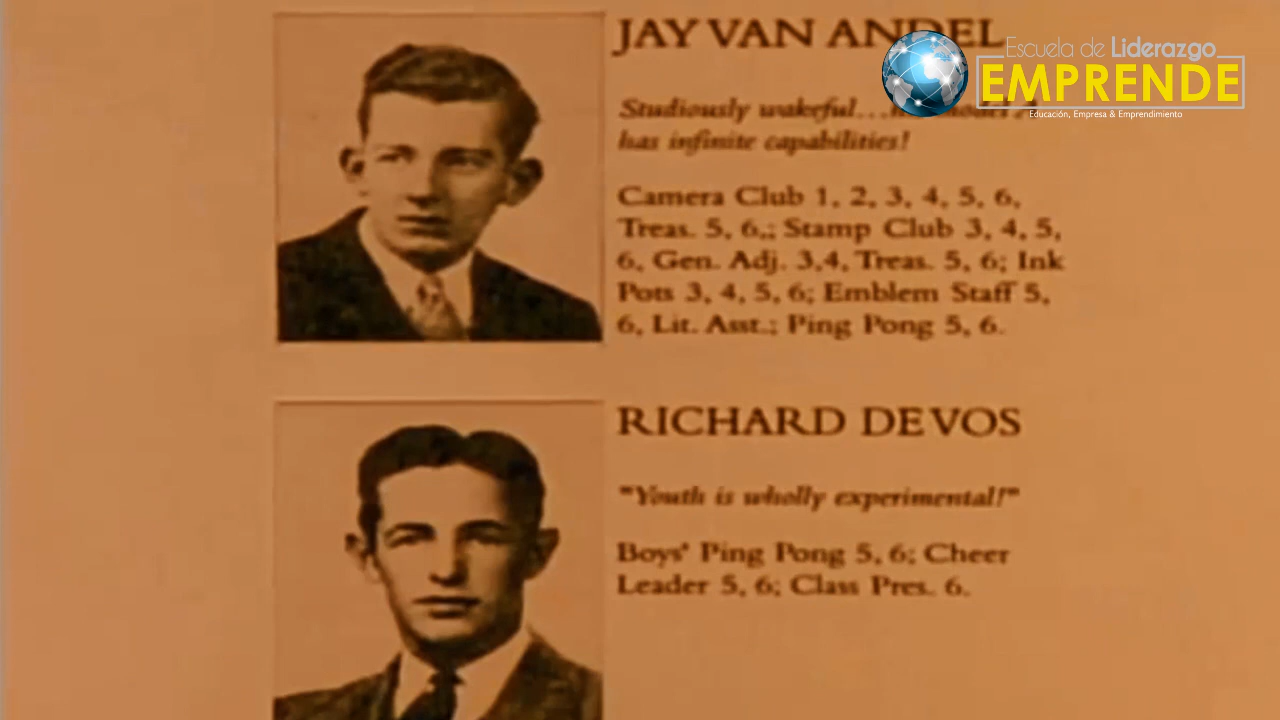 JAY VAN ANDEL
Escuela de Liderazgo
EMPRENDE
Educación, Empresa & Emprendimiento
Studiously wakeful...
has infinite capabilities!
Camera Club 1, 2, 3, 4, 5, 6,
Treas. 5, 6,; Stamp Club 3, 4, 5,
6, Gen. Adj. 3,4, Treas. 5, 6; Ink
Pots 3, 4, 5, 6; Emblem Staff 5,
6, Lit. Asst.; Ping Pong 5, 6.
RICHARD DE VOS
"Youth is wholly experimental!"
Boys' Ping Pong 5, 6; Cheer
Leader 5, 6; Class Pres. 6.